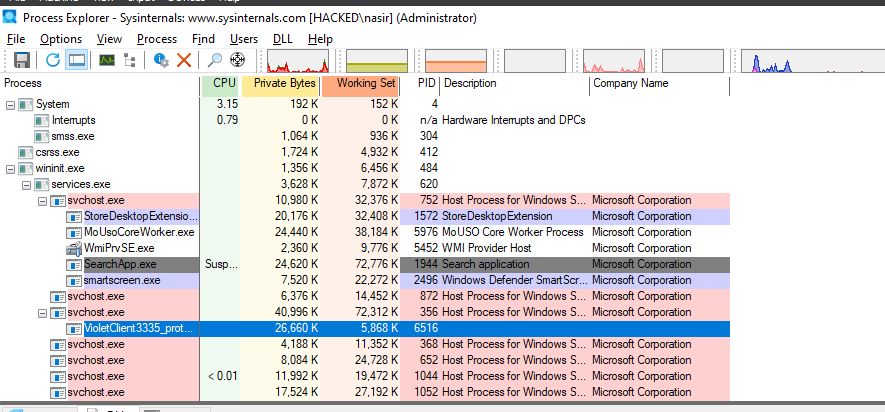 Process Explorer - Sysinternals: www.sysinternals.com [HACKED\nasir] (Administrator)
File Options View Process Find Users DLL Help
Process CPU Private Bytes Working Set PID Description Company Name
System 3.15 192 K 152 K 4
Interrupts 0.79 0 K 0 K n/a Hardware Interrupts and DPCs
smss.exe 1,064 K 936 K 304
csrss.exe 1,724 K 4,932 K 412
wininit.exe 1,356 K 6,456 K 484
services.exe 3,628 K 7,872 K 620
svchost.exe 10,980 K 32,376 K 752 Host Process for Windows S... Microsoft Corporation
StoreDesktopExtensio... 20,176 K 32,408 K 1572 StoreDesktopExtension Microsoft Corporation
MoUsoCoreWorker.exe 24,440 K 38,184 K 5976 MoUSO Core Worker Process Microsoft Corporation
WmiPrvSE.exe 2,360 K 9,776 K 5452 WMI Provider Host Microsoft Corporation
SearchApp.exe Susp... 24,620 K 72,776 K 1944 Search application Microsoft Corporation
smartscreen.exe 7,520 K 22,272 K 2496 Windows Defender SmartScr... Microsoft Corporation
svchost.exe 6,376 K 14,452 K 872 Host Process for Windows S... Microsoft Corporation
svchost.exe 40,996 K 72,312 K 356 Host Process for Windows S... Microsoft Corporation
VioletClient3335_prot... 26,660 K 5,868 K 6516
svchost.exe 4,188 K 11,352 K 368 Host Process for Windows S... Microsoft Corporation
svchost.exe 8,084 K 24,728 K 652 Host Process for Windows S... Microsoft Corporation
svchost.exe < 0.01 11,992 K 19,472 K 1044 Host Process for Windows S... Microsoft Corporation
svchost.exe 17,524 K 27,192 K 1052 Host Process for Windows S... Microsoft Corporation